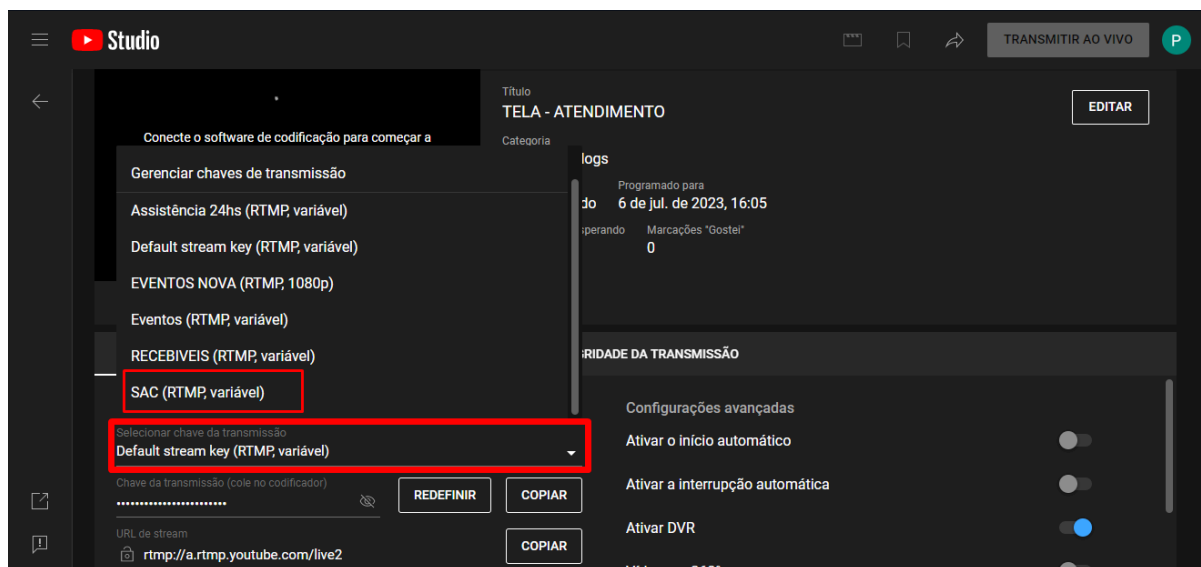 Studio
TRANSMITIR AO VIVO
P
Conecte o software de codificação para começar a
Título
TELA - ATENDIMENTO
EDITAR
Categoria
logs
Programado para
do 6 de jul. de 2023, 16:05
sperando Marcações "Gostei"
0
Gerenciar chaves de transmissão
Assistência 24hs (RTMP, variável)
Default stream key (RTMP, variável)
EVENTOS NOVA (RTMP, 1080p)
Eventos (RTMP, variável)
RECEBIVEIS (RTMP, variável)
SAC (RTMP, variável)
Selecionar chave da transmissão
Default stream key (RTMP, variável)
Chave da transmissão (cole no codificador)
••••••••••••••••••••••••
REDEFINIR
COPIAR
URL de stream
rtmp://a.rtmp.youtube.com/live2
COPIAR
RIDADE DA TRANSMISSÃO
Configurações avançadas
Ativar o início automático
Ativar a interrupção automática
Ativar DVR